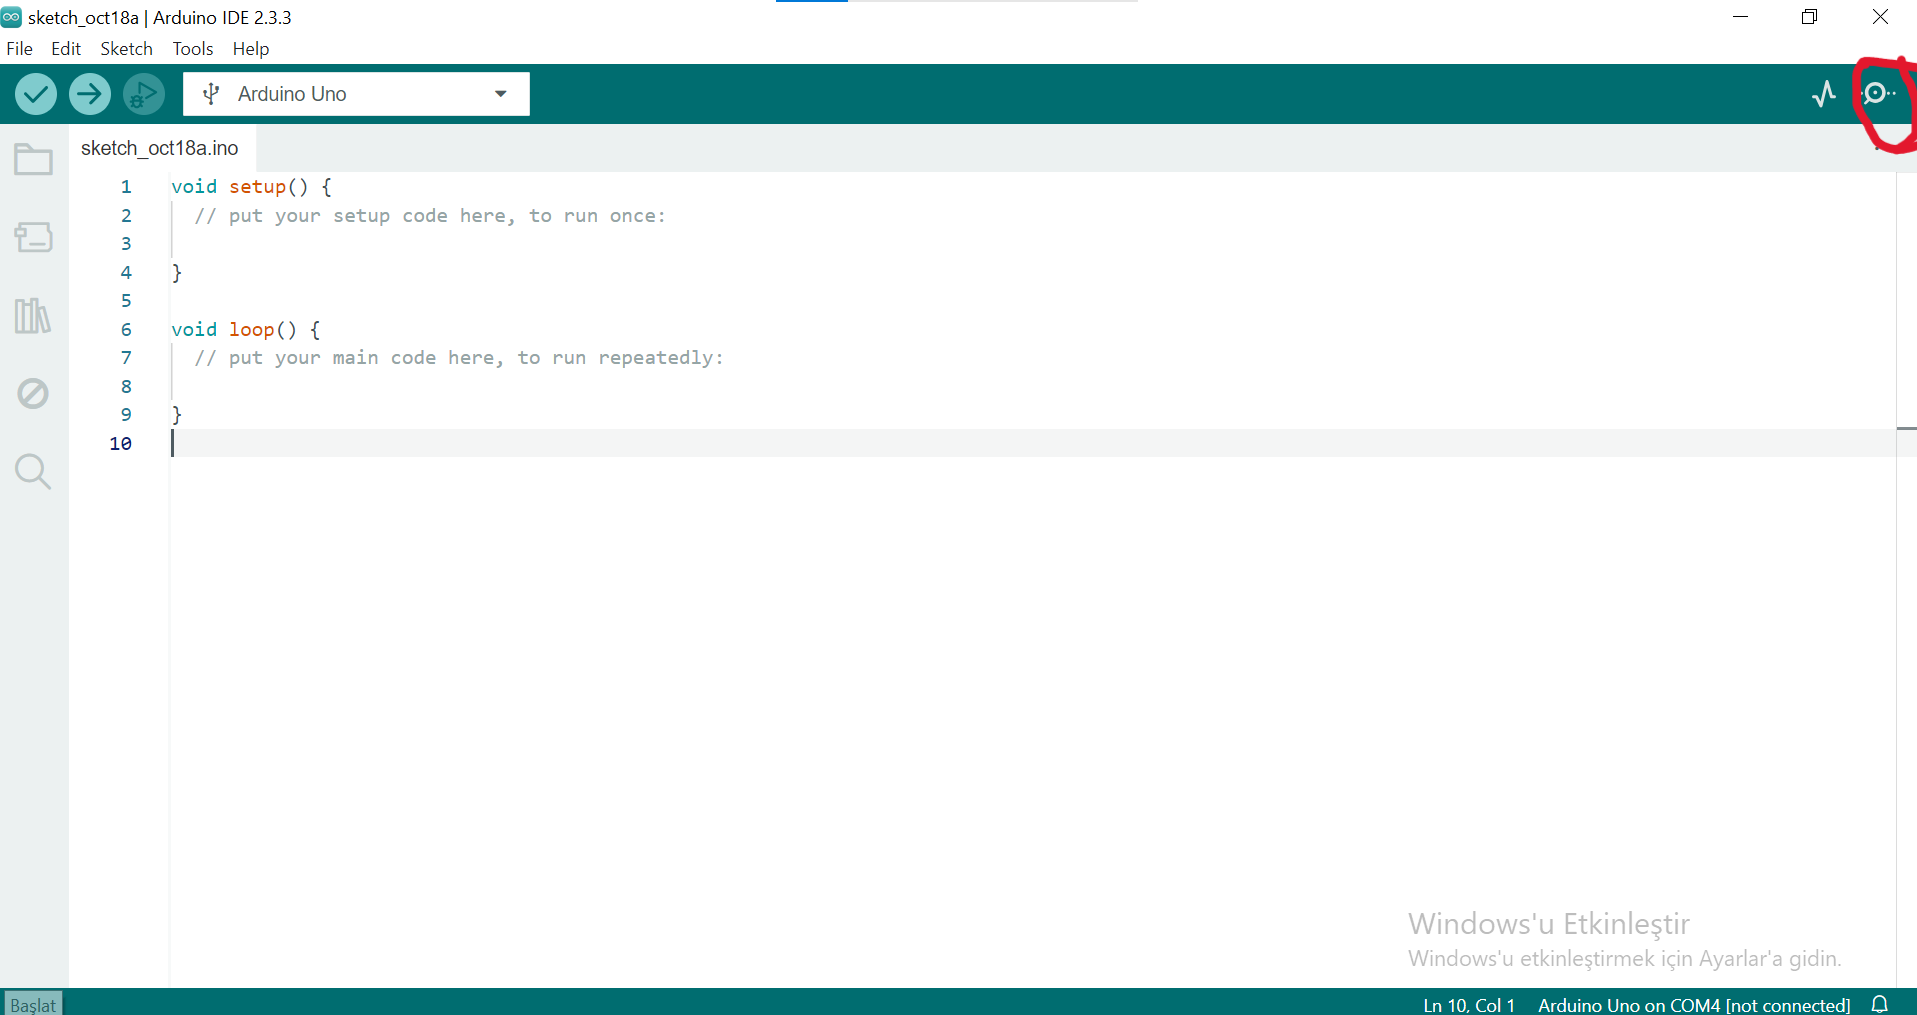 sketch_oct18a | Arduino IDE 2.3.3
File Edit Sketch Tools Help
Arduino Uno
sketch_oct18a.ino
1 void setup() {
2 // put your setup code here, to run once:
3
4 }
5
6 void loop() {
7 // put your main code here, to run repeatedly:
8
9 }
10
Windows'u Etkinleştir
Windows'u etkinleştirmek için Ayarlar'a gidin.
Başlat
Ln 10, Col 1 Arduino Uno on COM4 [not connected]